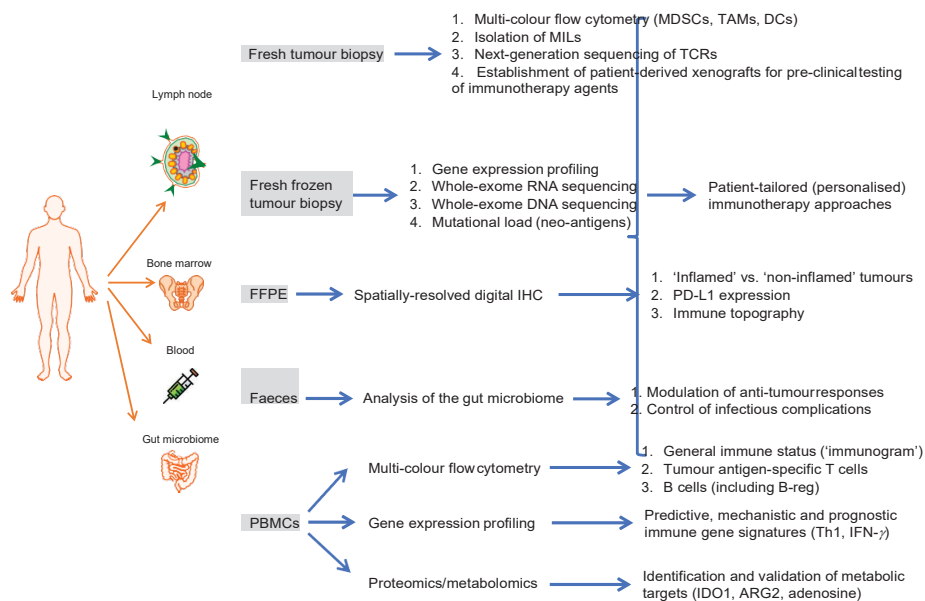 Lymph node
Bone marrow
Blood
Gut microbiome
Fresh tumour biopsy
1. Multi-colour flow cytometry (MDSCs, TAMs, DCs)
2. Isolation of MILs
3. Next-generation sequencing of TCRs
4. Establishment of patient-derived xenografts for pre-clinical testing
of immunotherapy agents
Fresh frozen
tumour biopsy
1. Gene expression profiling
2. Whole-exome RNA sequencing
3. Whole-exome DNA sequencing
4. Mutational load (neo-antigens)
Patient-tailored (personalised)
immunotherapy approaches
FFPE
Spatially-resolved digital IHC
1. ‘Inflamed’ vs. ‘non-inflamed’ tumours
2. PD-L1 expression
3. Immune topography
Faeces
Analysis of the gut microbiome
1. Modulation of anti-tumour responses
2. Control of infectious complications
PBMCs
Multi-colour flow cytometry
1. General immune status (‘immunogram’)
2. Tumour antigen-specific T cells
3. B cells (including B-reg)
Gene expression profiling
Predictive, mechanistic and prognostic
immune gene signatures (Th1, IFN-γ)
Proteomics/metabolomics
Identification and validation of metabolic
targets (IDO1, ARG2, adenosine)